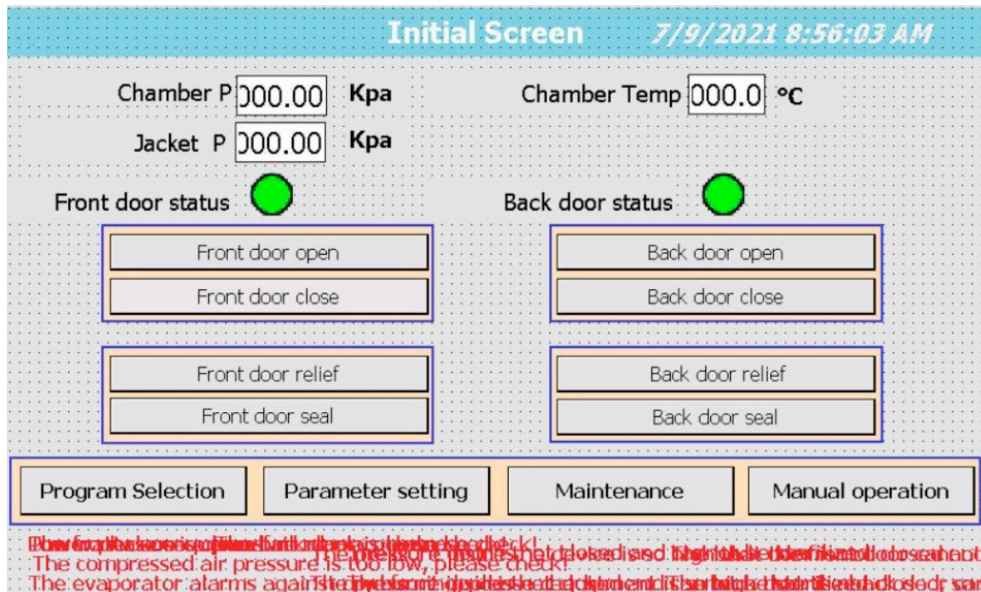 Initial Screen 7/9/2021 8:56:03 AM
Chamber P 000.00 Kpa Chamber Temp 000.0 °C
Jacket P 000.00 Kpa
Front door status Back door status
Front door open Back door open
Front door close Back door close
Front door relief Back door relief
Front door seal Back door seal
Program Selection Parameter setting Maintenance Manual operation
The compressed air pressure is too low, please check!
The evaporator alarms